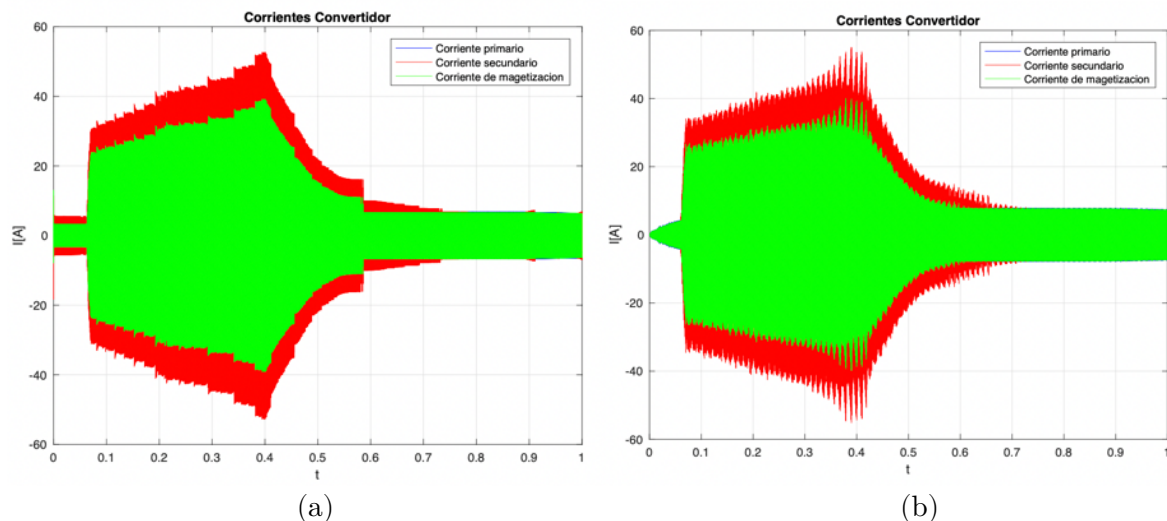 Corrientes Convertidor
Corriente primario
Corriente secundario
Corriente de magetizacion
I[A]
60
40
20
0
-20
-40
-60
0 0.1 0.2 0.3 0.4 0.5 0.6 0.7 0.8 0.9 1
t
(a)
Corrientes Convertidor
Corriente primario
Corriente secundario
Corriente de magetizacion
I[A]
60
40
20
0
-20
-40
-60
0 0.1 0.2 0.3 0.4 0.5 0.6 0.7 0.8 0.9 1
t
(b)